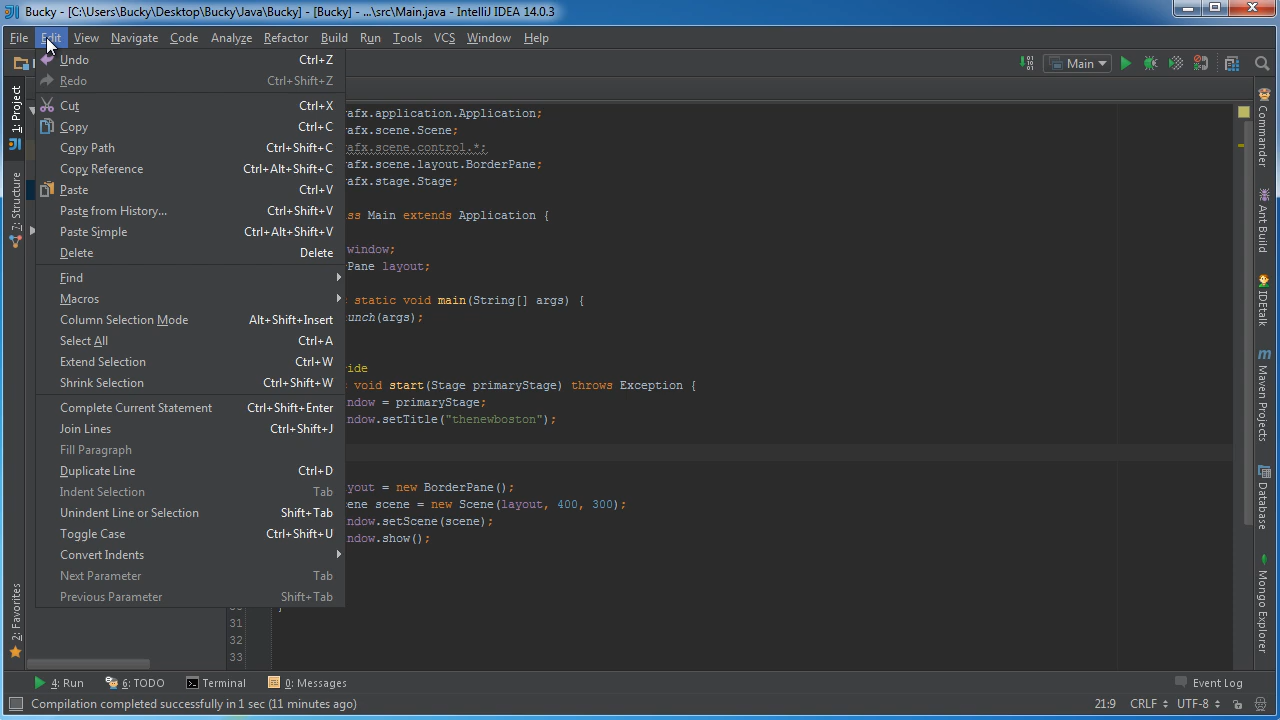 Bucky - [C:\Users\Bucky\Desktop\Bucky\Java\Bucky] - [Bucky] - ...\src\Main.java - IntelliJ IDEA 14.0.3
File Edit View Navigate Code Analyze Refactor Build Run Tools VCS Window Help
Main
Undo Ctrl+Z
Redo Ctrl+Shift+Z
Cut Ctrl+X
Copy Ctrl+C
Copy Path Ctrl+Shift+C
Copy Reference Ctrl+Alt+Shift+C
Paste Ctrl+V
Paste from History... Ctrl+Shift+V
Paste Simple Ctrl+Alt+Shift+V
Delete Delete
Find
Macros
Column Selection Mode Alt+Shift+Insert
Select All Ctrl+A
Extend Selection Ctrl+W
Shrink Selection Ctrl+Shift+W
Complete Current Statement Ctrl+Shift+Enter
Join Lines Ctrl+Shift+J
Fill Paragraph
Duplicate Line Ctrl+D
Indent Selection Tab
Unindent Line or Selection Shift+Tab
Toggle Case Ctrl+Shift+U
Convert Indents
Next Parameter Tab
Previous Parameter Shift+Tab
1: Project
7: Structure
2: Favorites
afx.application.Application;
afx.scene.Scene;
afx.scene.control.*;
afx.scene.layout.BorderPane;
afx.stage.Stage;
ss Main extends Application {
window;
Pane layout;
static void main(String[] args) {
unch(args);
ide
void start(Stage primaryStage) throws Exception {
ndow = primaryStage;
ndow.setTitle("thenewboston");
yout = new BorderPane();
ene scene = new Scene(layout, 400, 300);
ndow.setScene(scene);
ndow.show();
}
31
32
33
Commander
Ant Build
IDEtalk
Maven Projects
Database
Mongo Explorer
4: Run 6: TODO Terminal 0: Messages Event Log
Compilation completed successfully in 1 sec (11 minutes ago) 21:9 CRLF UTF-8